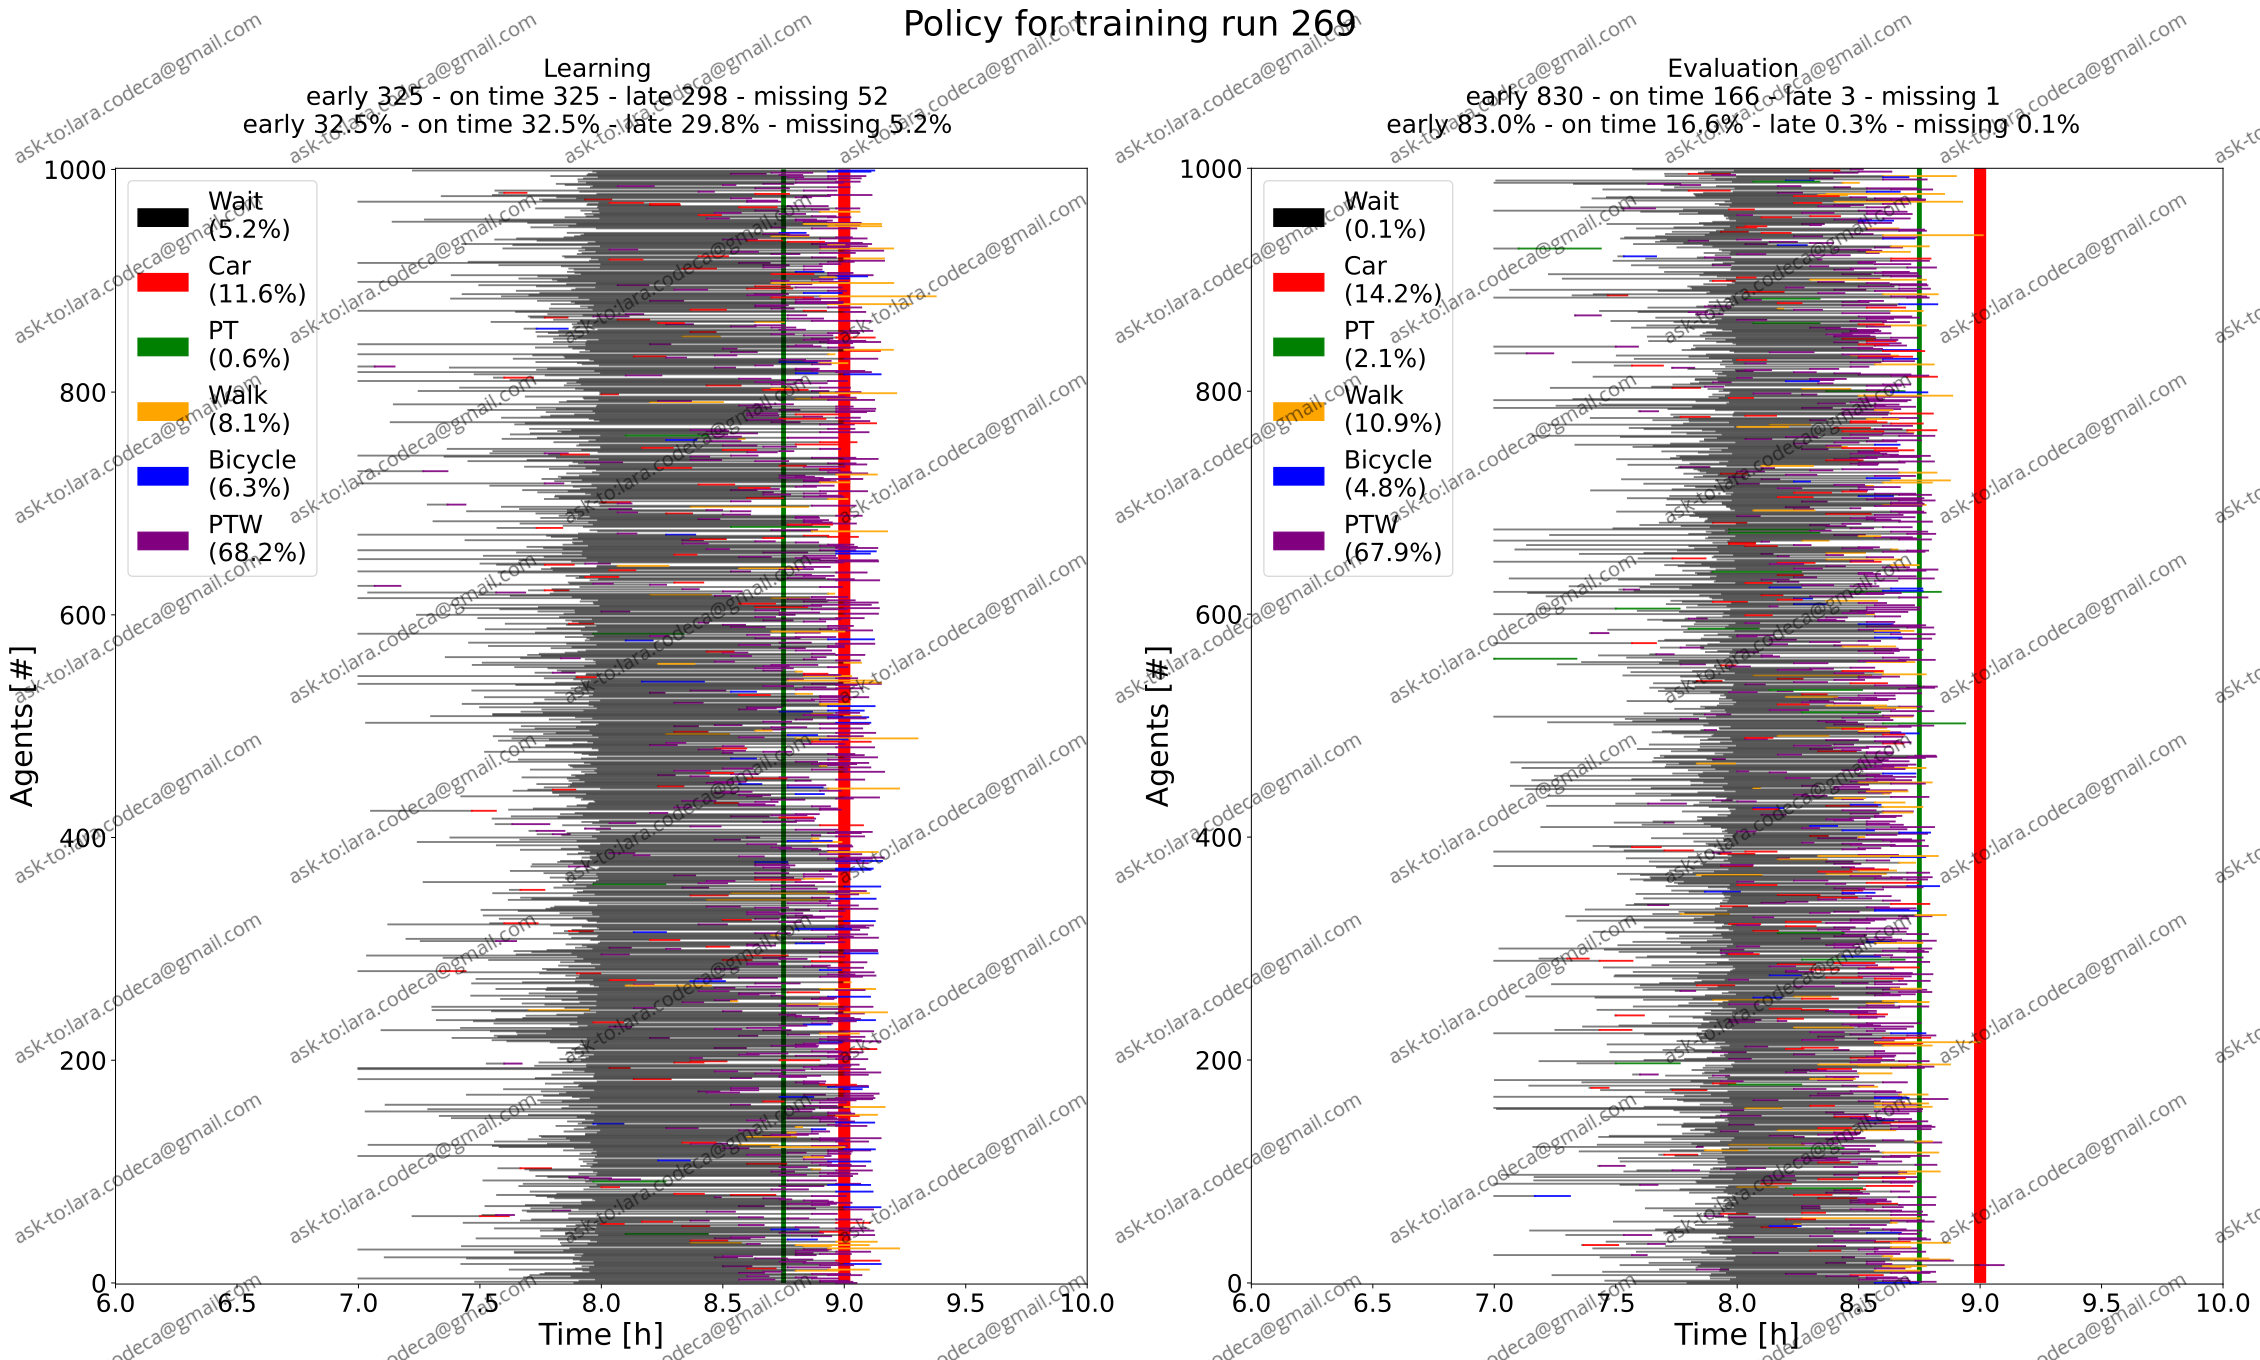 Policy for training run 269
Learning
early 325 - on time 325 - late 298 - missing 52
early 32.5% - on time 32.5% - late 29.8% - missing 5.2%
1000
800
600
400
200
0
Agents [#]
Wait
(5.2%)
Car
(11.6%)
PT
(0.6%)
Walk
(8.1%)
Bicycle
(6.3%)
PTW
(68.2%)
6.0 6.5 7.0 7.5 8.0 8.5 9.0 9.5 10.0
Time [h]
Evaluation
early 830 - on time 166 - late 3 - missing 1
early 83.0% - on time 16.6% - late 0.3% - missing 0.1%
1000
800
600
400
200
0
Agents [#]
Wait
(0.1%)
Car
(14.2%)
PT
(2.1%)
Walk
(10.9%)
Bicycle
(4.8%)
PTW
(67.9%)
6.0 6.5 7.0 7.5 8.0 8.5 9.0 9.5 10.0
Time [h]
ask-to:lara.codeca@gmail.com